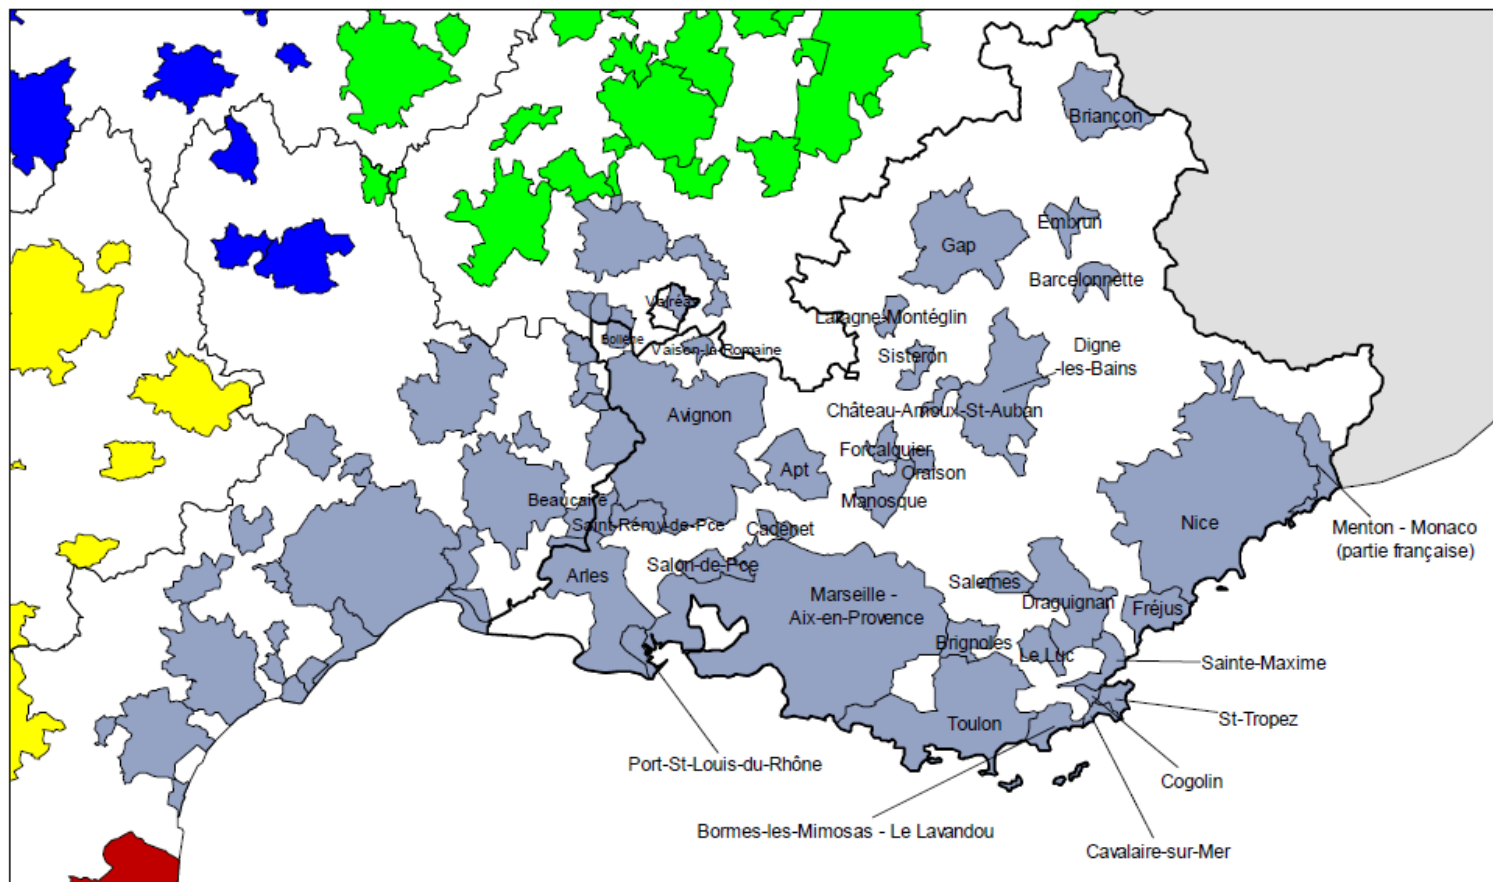 Briançon
Embrun
Gap
Barcelonnette
Valréas
Laragne-Montéglin
Bollène
Vaison-la-Romaine
Sisteron
Digne
-les-Bains
Avignon
Château-Arnoux-St-Auban
Forcalquier
Apt
Oraison
Beaucaire
Manosque
Saint-Rémy-de-Pce
Cadenet
Nice
Menton - Monaco
(partie française)
Salon-de-Pce
Arles
Salernes
Marseille -
Aix-en-Provence
Draguignan
Fréjus
Brignoles
Le Luc
Sainte-Maxime
Toulon
St-Tropez
Port-St-Louis-du-Rhône
Cogolin
Bormes-les-Mimosas - Le Lavandou
Cavalaire-sur-Mer